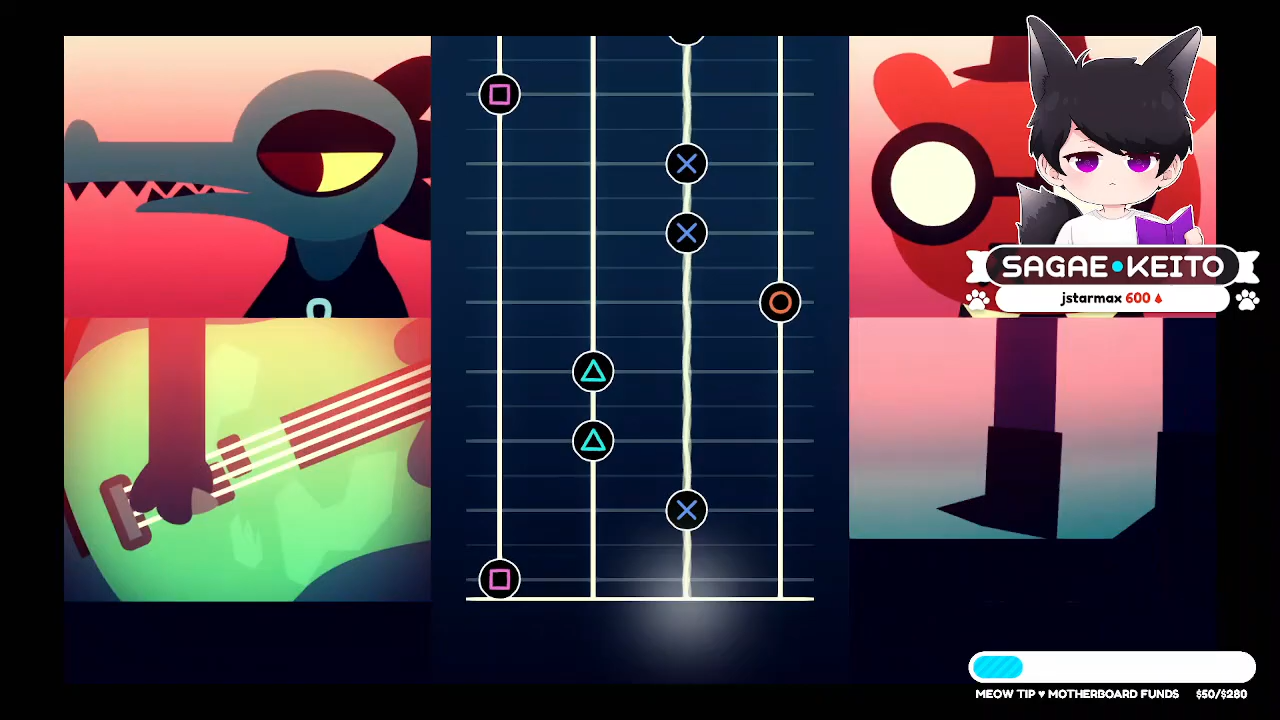 SAGAE•KEITO
jstarmax 600
MEOW TIP ♥ MOTHERBOARD FUNDS $50/$280